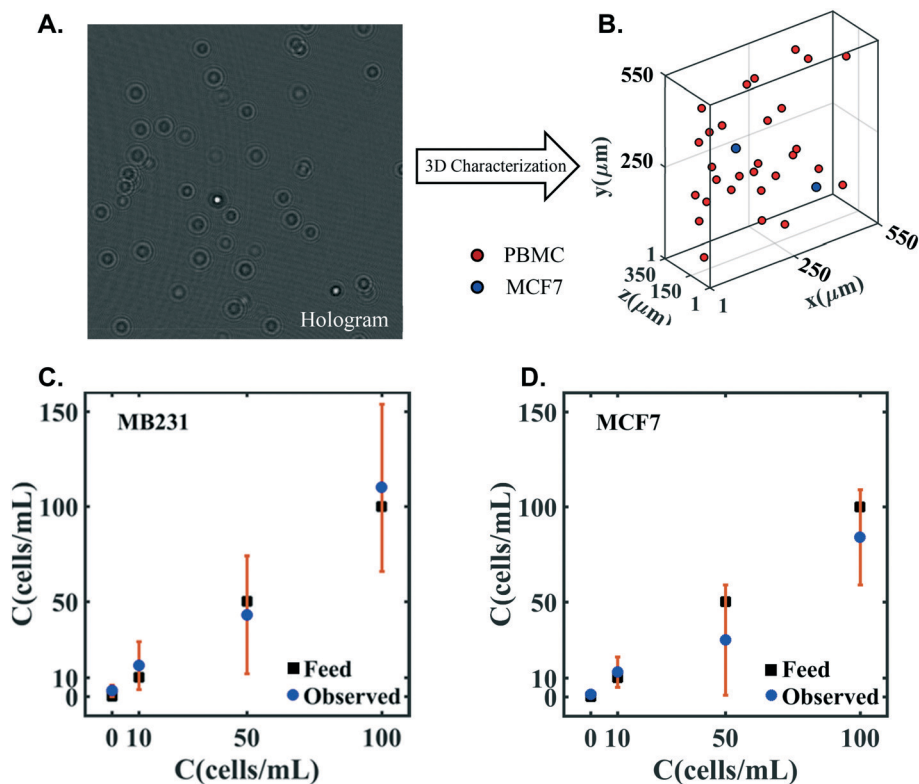 A.
Hologram
3D Characterization
PBMC
MCF7
B.
550
250
1
y(μm)
350
150
1
z(μm)
1
250
550
x(μm)
C.
MB231
150
100
50
10
0
C(cells/mL)
Feed
Observed
0 10 50 100
C(cells/mL)
D.
MCF7
150
100
50
10
0
C(cells/mL)
Feed
Observed
0 10 50 100
C(cells/mL)